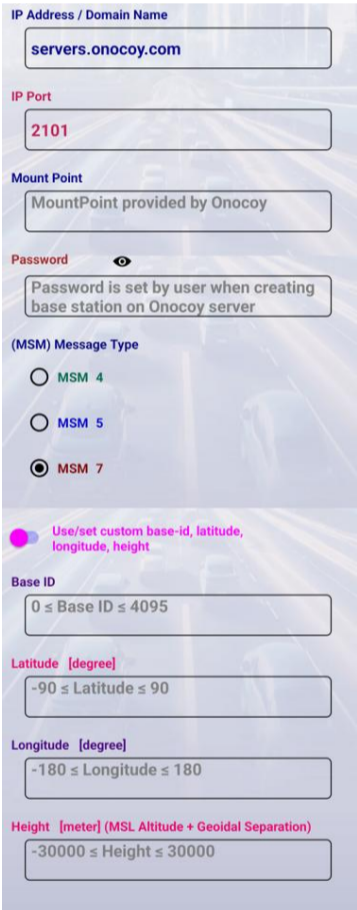 IP Address / Domain Name
servers.onocoy.com
IP Port
2101
Mount Point
MountPoint provided by Onocoy
Password
Password is set by user when creating
base station on Onocoy server
(MSM) Message Type
MSM 4
MSM 5
MSM 7
Use/set custom base-id, latitude,
longitude, height
Base ID
0 ≤ Base ID ≤ 4095
Latitude [degree]
-90 ≤ Latitude ≤ 90
Longitude [degree]
-180 ≤ Longitude ≤ 180
Height [meter] (MSL Altitude + Geoidal Separation)
-30000 ≤ Height ≤ 30000